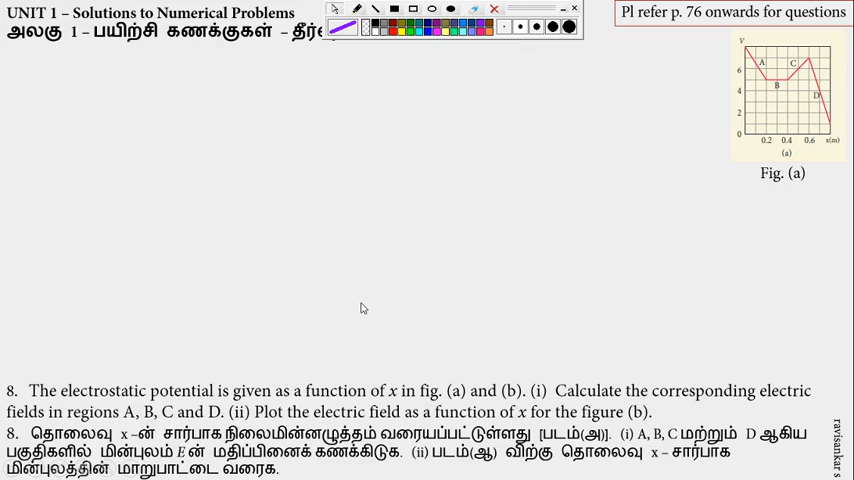 UNIT 1 – Solutions to Numerical Problems
Pl refer p. 76 onwards for questions
அலகு 1 – பயிற்சி கணக்குகள் –
V
A
C
6
B
4
D
2
0
0.2 0.4 0.6 x(m)
(a)
Fig. (a)
8. The electrostatic potential is given as a function of x in fig. (a) and (b). (i) Calculate the corresponding electric
fields in regions A, B, C and D. (ii) Plot the electric field as a function of x for the figure (b).
8. தொலைவு x –ன் சார்பாக நிலைமின்னழுத்தம் வரையப்பட்டுள்ளது [படம்(அ)]. (i) A, B, C மற்றும் D ஆகிய
பகுதிகளில் மின்புலம் E ன் மதிப்பினைக் கணக்கிடுக. (ii) படம்(ஆ) விற்கு தொலைவு x – சார்பாக
மின்புலத்தின் மாறுபாட்டை வரைக.
ravisankar s